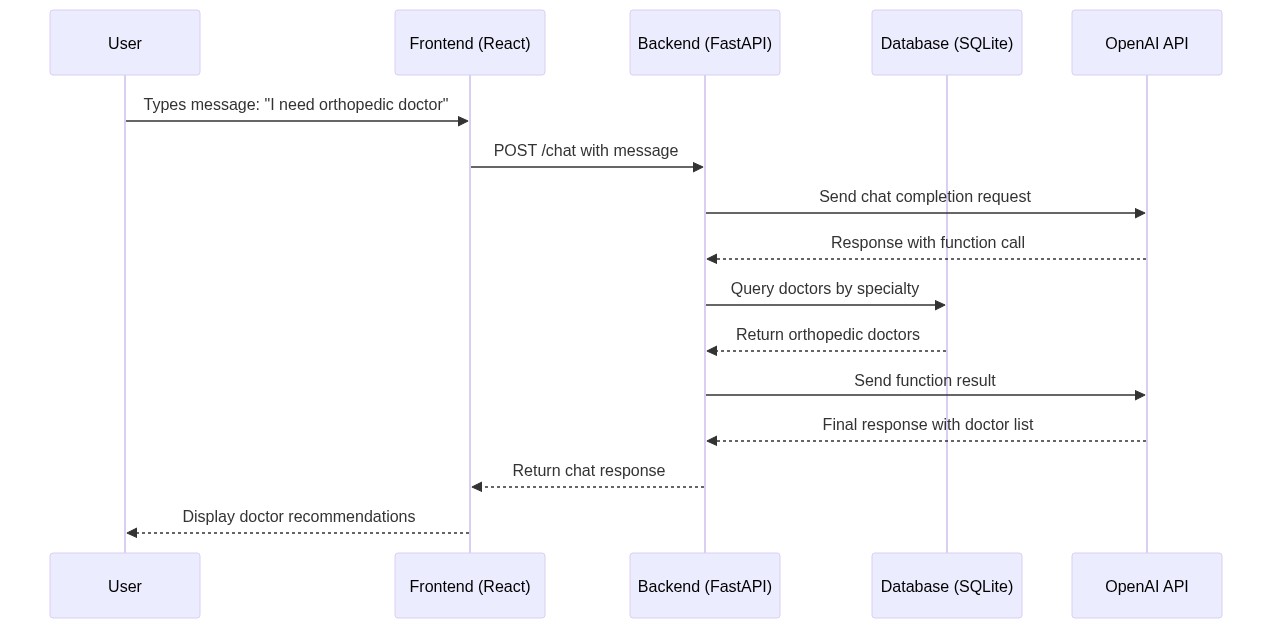 User
Frontend (React)
Backend (FastAPI)
Database (SQLite)
OpenAI API
Types message: "I need orthopedic doctor"
POST /chat with message
Send chat completion request
Response with function call
Query doctors by specialty
Return orthopedic doctors
Send function result
Final response with doctor list
Return chat response
Display doctor recommendations
User
Frontend (React)
Backend (FastAPI)
Database (SQLite)
OpenAI API